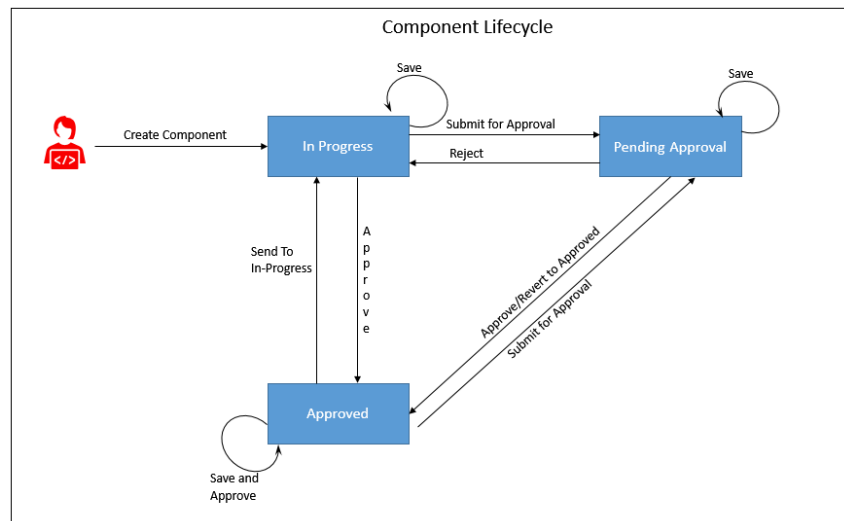 Component Lifecycle
Save
Save
Create Component
In Progress
Submit for Approval
Reject
Pending Approval
Send To
In-Progress
Approve
Approve/Revert to Approved
Submit for Approval
Approved
Save and
Approve